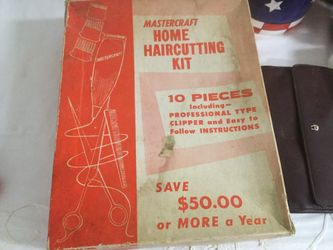 MASTERCRAFT
HOME
HAIRCUTTING
KIT
MASTERCRAFT
10 PIECES
Including—
PROFESSIONAL TYPE
CLIPPER and Easy to
Follow INSTRUCTIONS
SAVE
$50.00
or MORE a Year